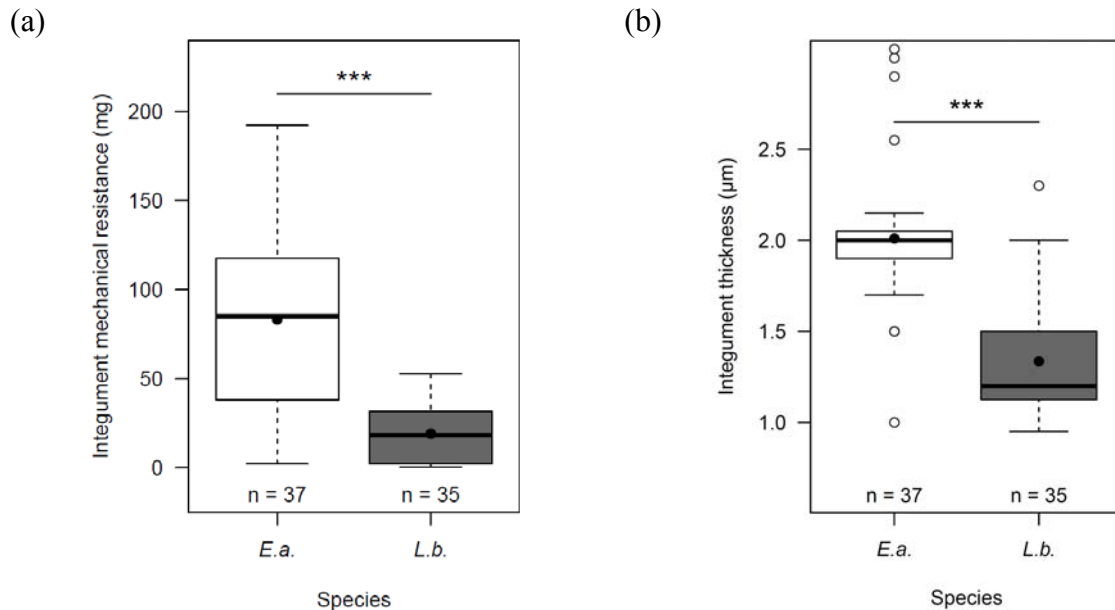 (a)
Integument mechanical resistance (mg)
200
150
100
50
0
***
n = 37
n = 35
E.a.
L.b.
Species
(b)
Integument thickness (µm)
2.5
2.0
1.5
1.0
***
n = 37
n = 35
E.a.
L.b.
Species